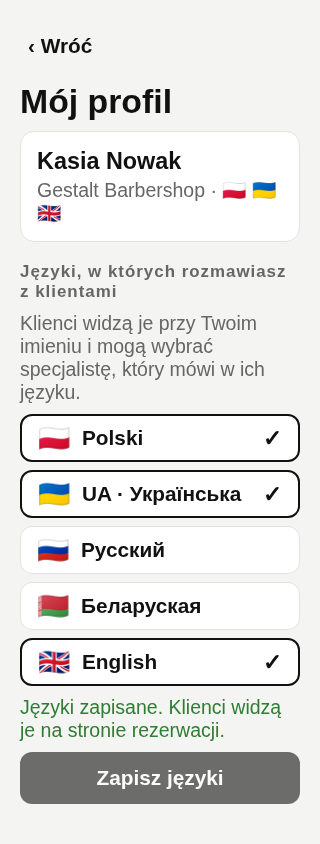 ‹ Wróć
Mój profil
Kasia Nowak
Gestalt Barbershop · 🇵🇱 🇺🇦
🇬🇧
Języki, w których rozmawiasz
z klientami
Klienci widzą je przy Twoim
imieniu i mogą wybrać
specjalistę, który mówi w ich
języku.
🇵🇱 Polski ✓
🇺🇦 UA · Українська ✓
🇷🇺 Русский
🇧🇾 Беларуская
🇬🇧 English ✓
Języki zapisane. Klienci widzą
je na stronie rezerwacji.
Zapisz języki